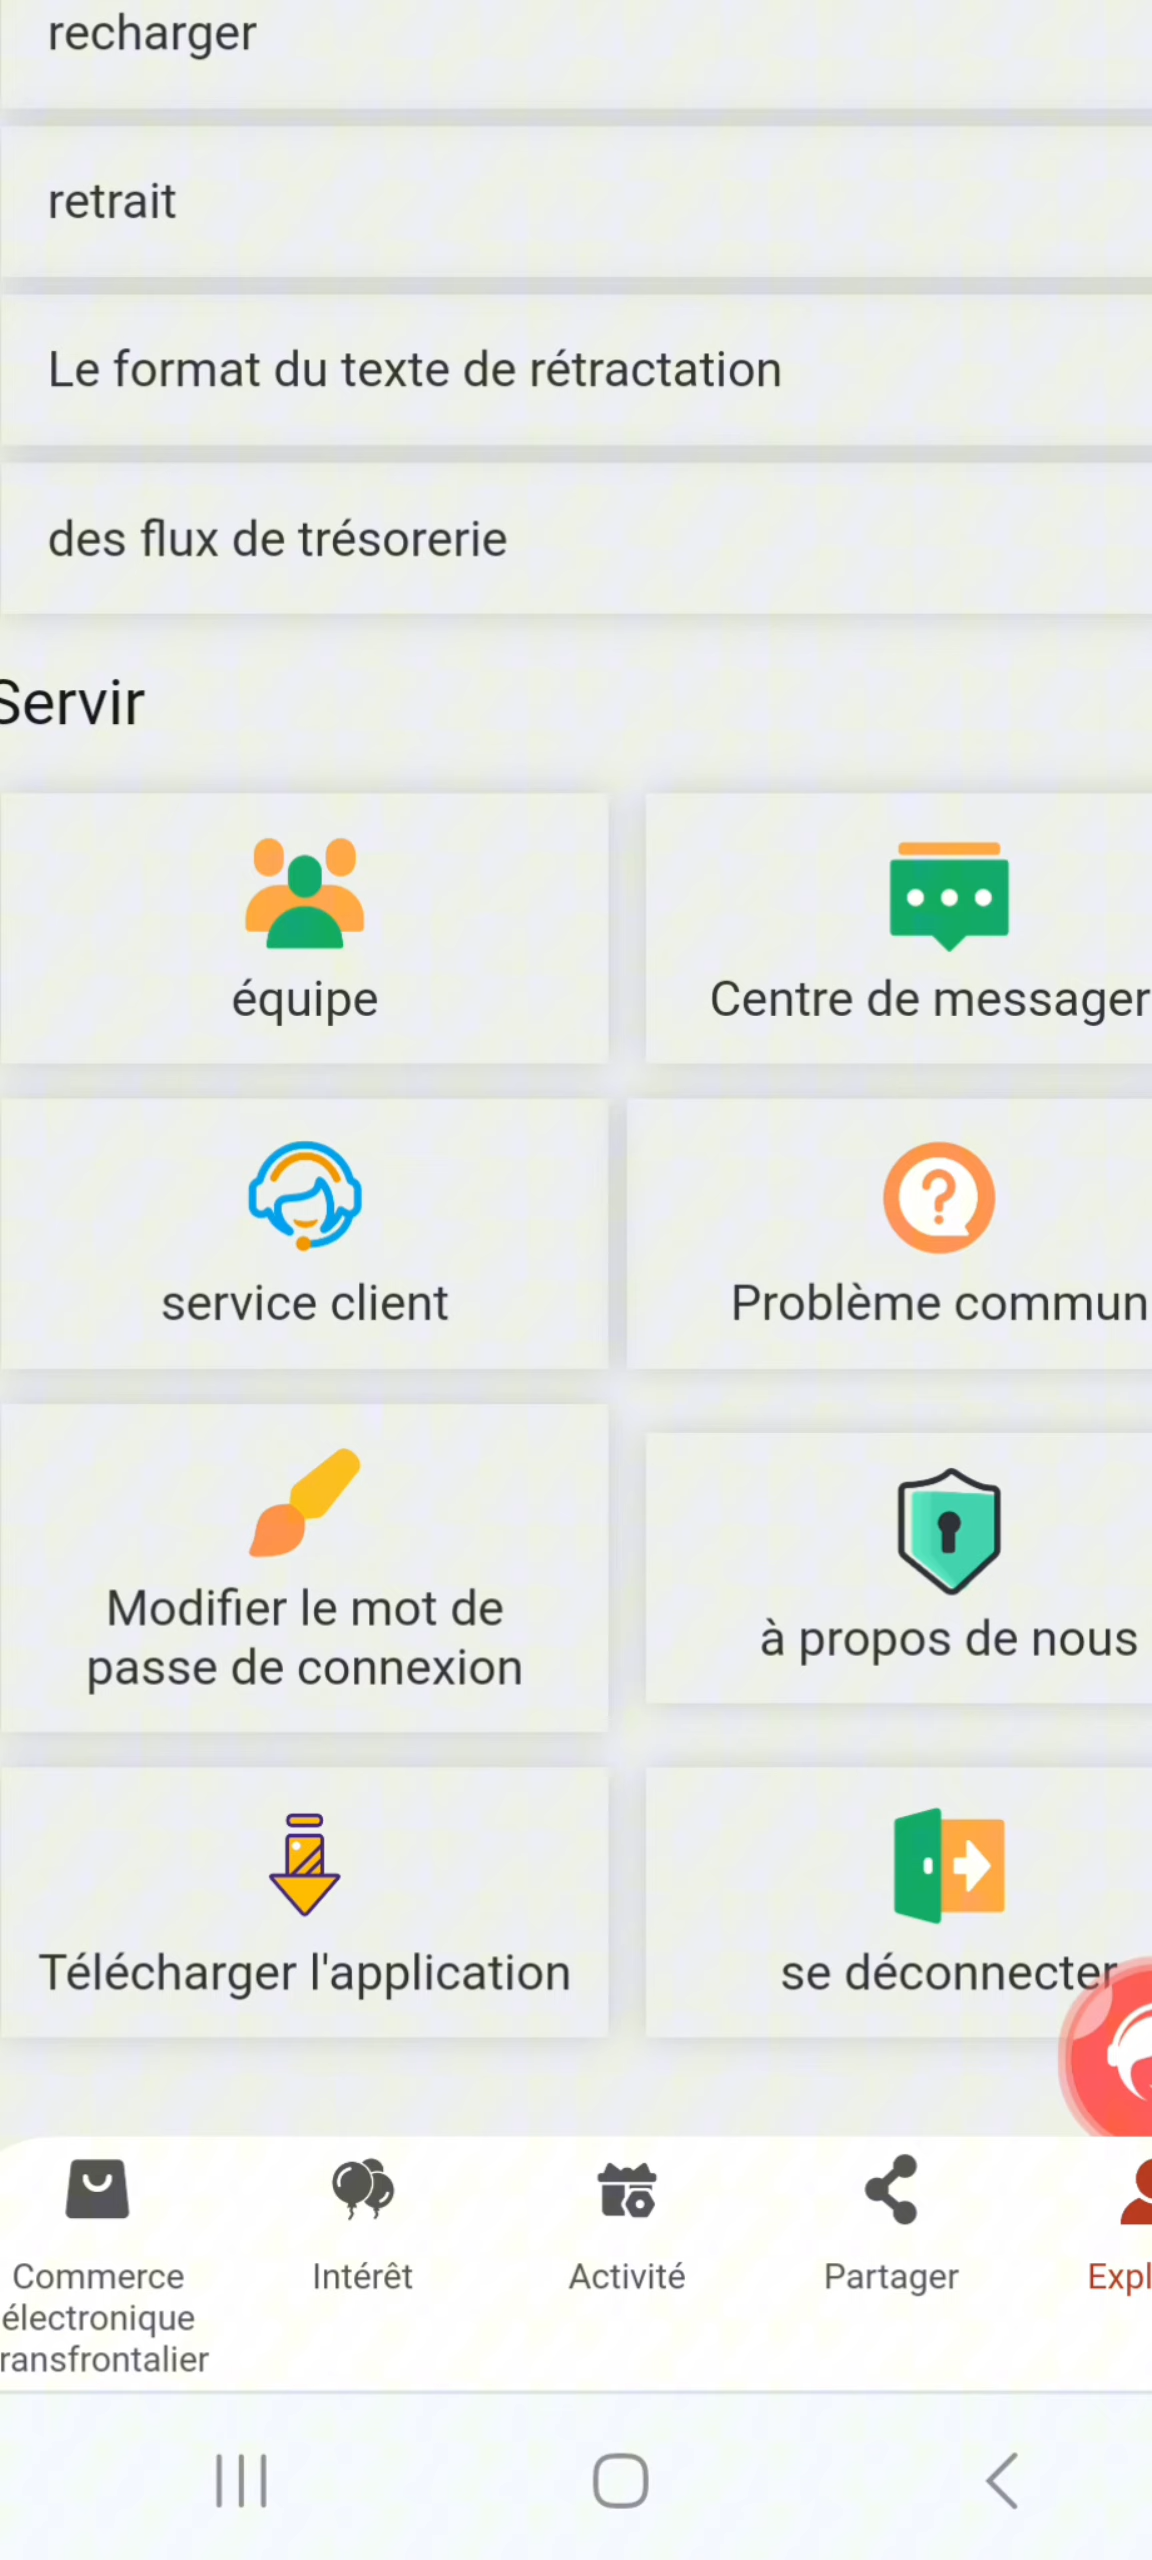 recharger
retrait
Le format du texte de rétractation
des flux de trésorerie
Servir
équipe
Centre de messager
service client
Problème commun
Modifier le mot de
passe de connexion
à propos de nous
Télécharger l'application
se déconnecter
Commerce
électronique
ransfrontalier
Intérêt
Activité
Partager
Expl